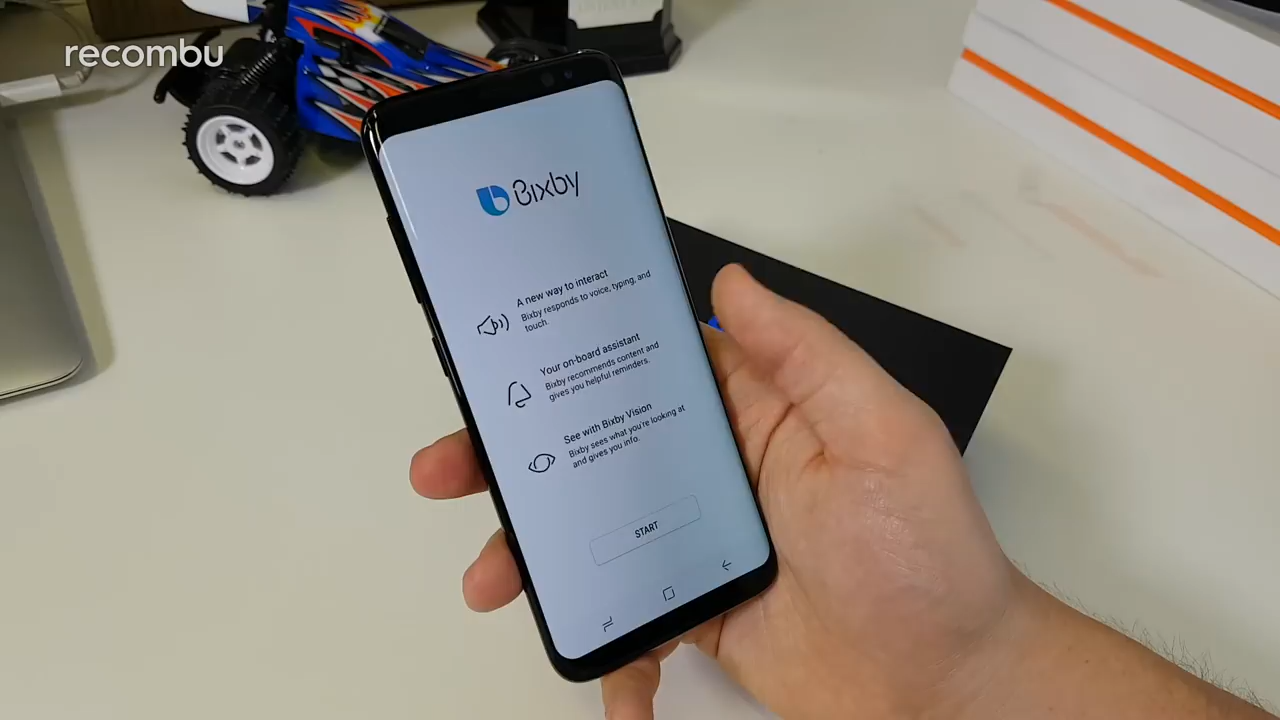 recombu
Bixby
A new way to interact
Bixby responds to voice, typing, and
touch.
Your on-board assistant
Bixby recommends content and
gives you helpful reminders.
See with Bixby Vision
Bixby sees what you're looking at
and gives you info.
START